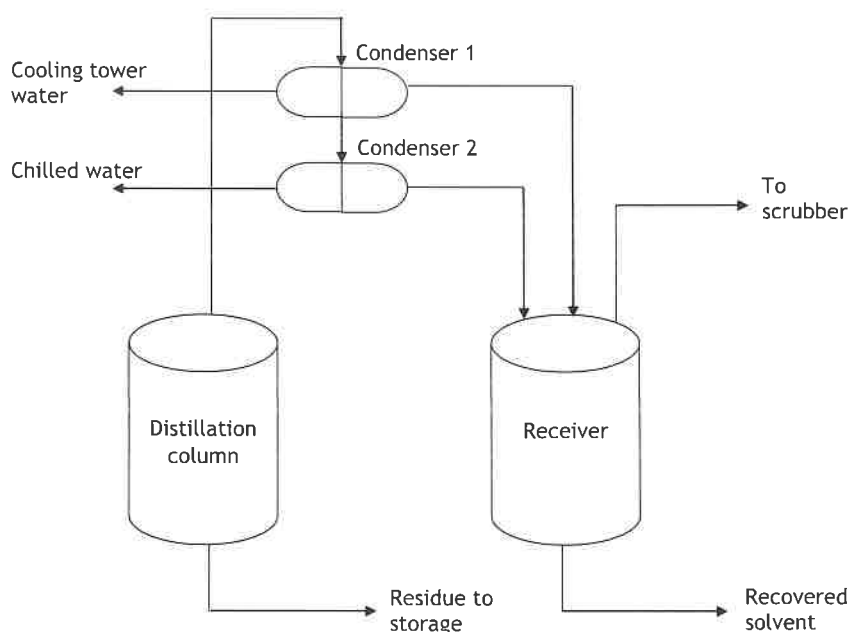 Condenser 1
Cooling tower
water
Condenser 2
Chilled water
To
scrubber
Distillation
column
Receiver
Residue to
storage
Recovered
solvent